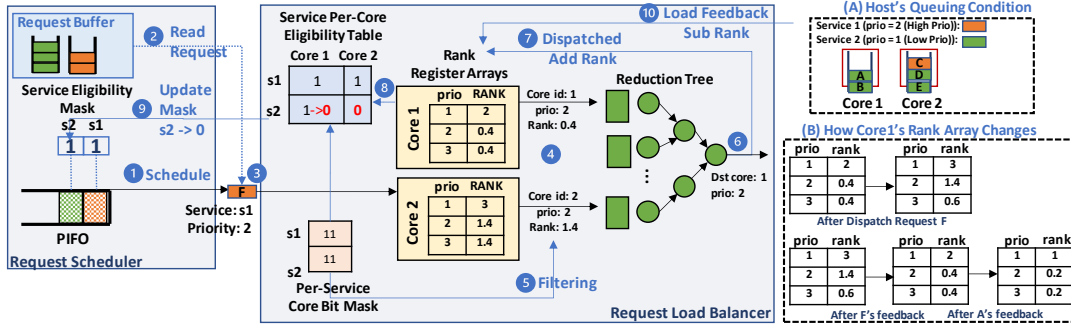 Request Buffer
2 Read
Request
Service Eligibility
Mask
9 Update
Mask
s2 -> 0
s2 s1
1 1
1 Schedule
PIFO
3
F
Service: s1
Priority: 2
Request Scheduler
Service Per-Core
Eligibility Table
Core 1 Core 2
s1 1 1
s2 1->0 0
8
s1 11
s2 11
Per-Service
Core Bit Mask
Rank
Register Arrays
Core 1
prio RANK
1 2
2 0.4
3 0.4
Core 2
prio RANK
1 3
2 1.4
3 1.4
4
5 Filtering
Core id: 1
prio: 2
Rank: 0.4
Core id: 2
prio: 2
Rank: 1.4
7 Dispatched
Add Rank
10 Load Feedback
Sub Rank
Reduction Tree
...
6
Dst core: 1
prio: 2
Request Load Balancer
(A) Host's Queuing Condition
Service 1 (prio = 2 (High Prio)):
Service 2 (prio = 1 (Low Prio)):
A
B
C
D
E
Core 1 Core 2
(B) How Core1's Rank Array Changes
prio rank
1 2
2 0.4
3 0.4
prio rank
1 3
2 1.4
3 0.6
After Dispatch Request F
prio rank
1 3
2 1.4
3 0.6
prio rank
1 2
2 0.4
3 0.4
prio rank
1 1
2 0.2
3 0.2
After F's feedback After A's feedback